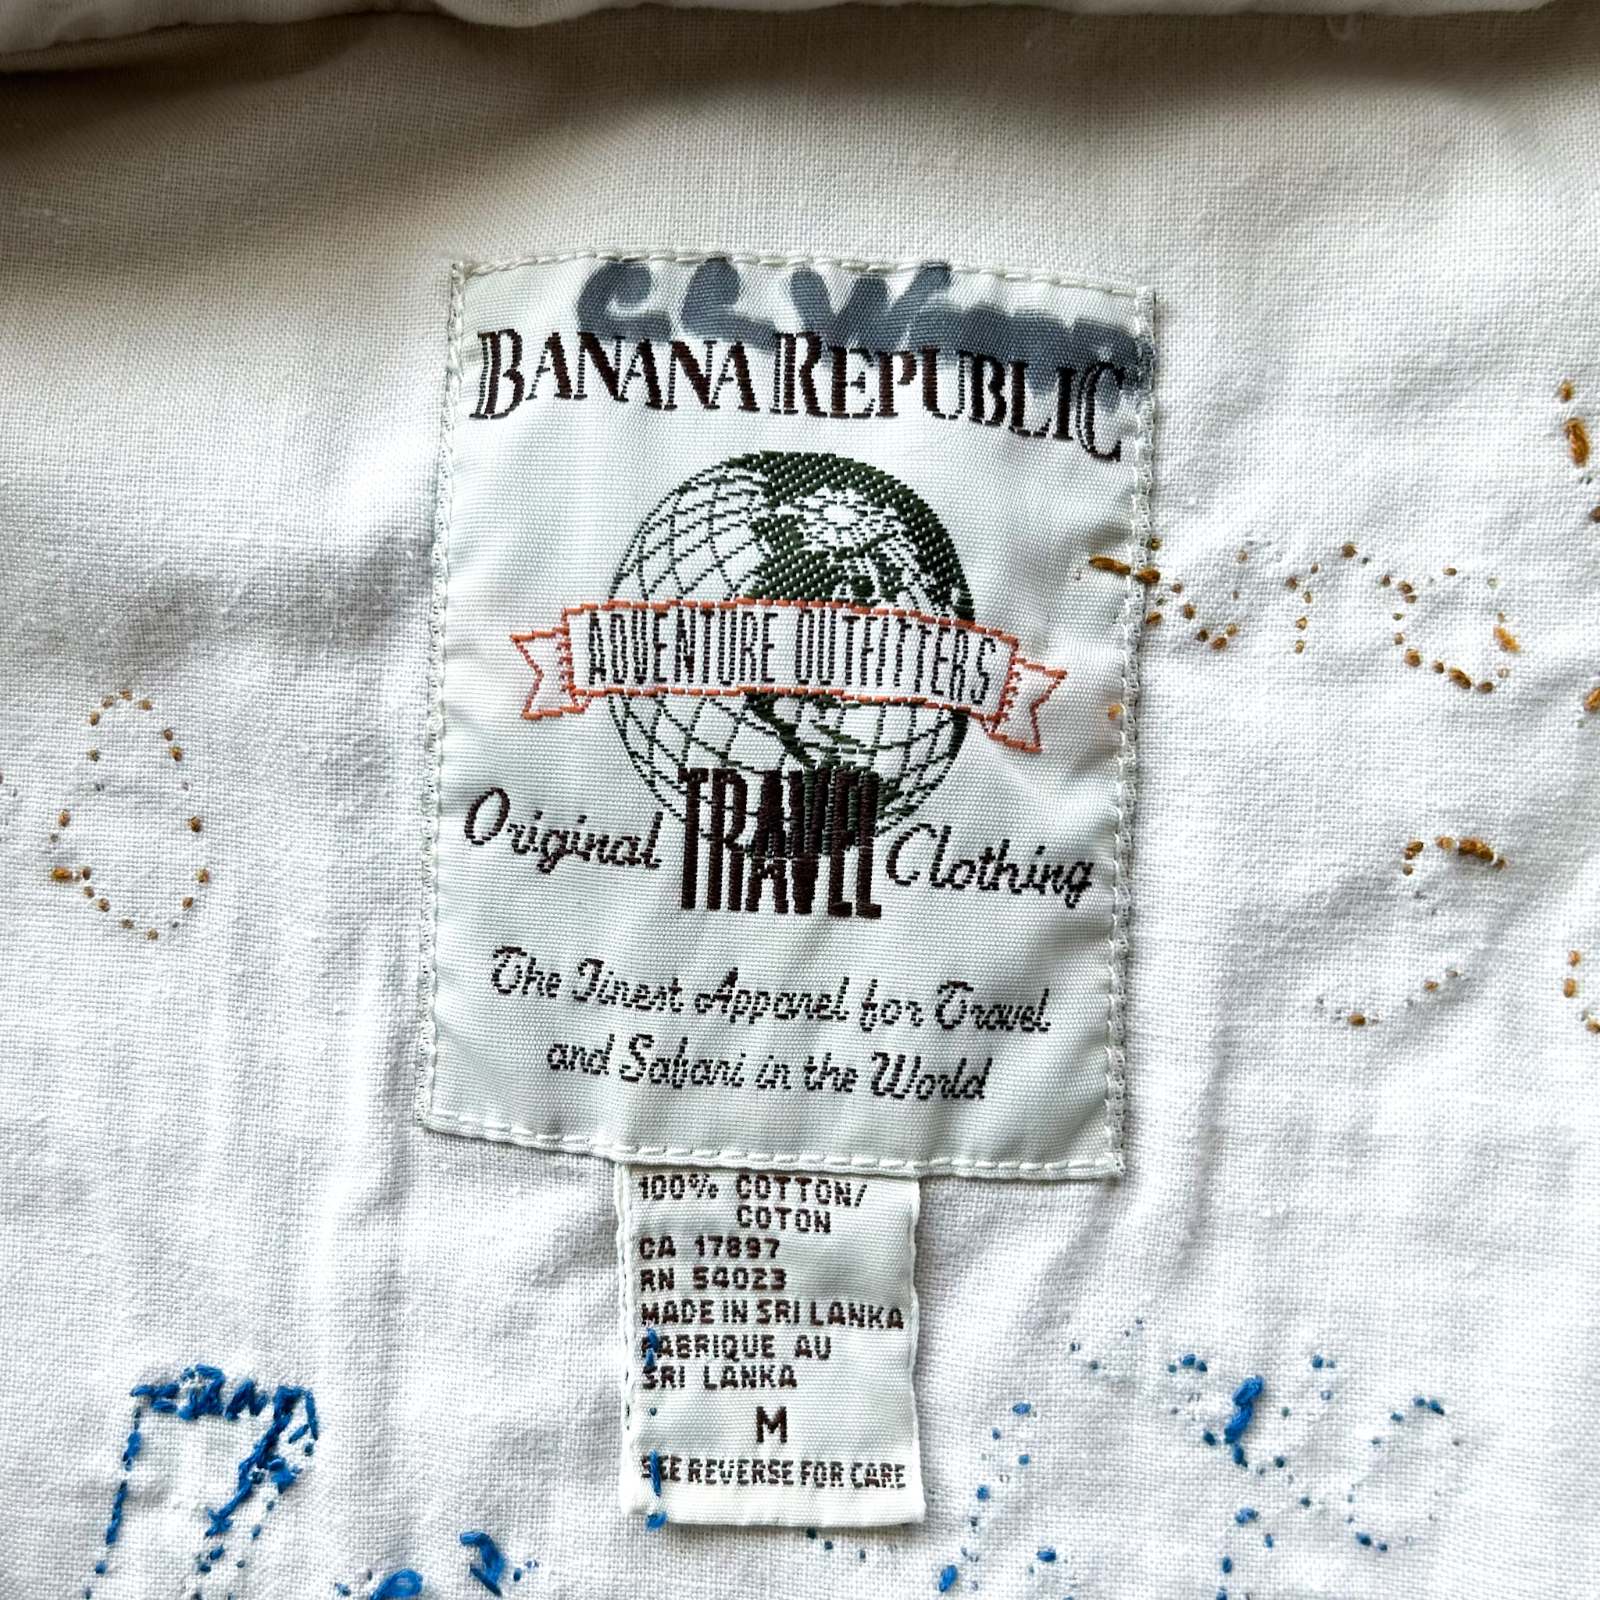 BANANA REPUBLIC
ADVENTURE OUTFITTERS
Original TRAVEL Clothing
The Finest Apparel for Travel
and Safari in the World
100% COTTON/
COTON
CA 17897
RN 54023
MADE IN SRI LANKA
FABRIQUE AU
SRI LANKA
M
SEE REVERSE FOR CARE